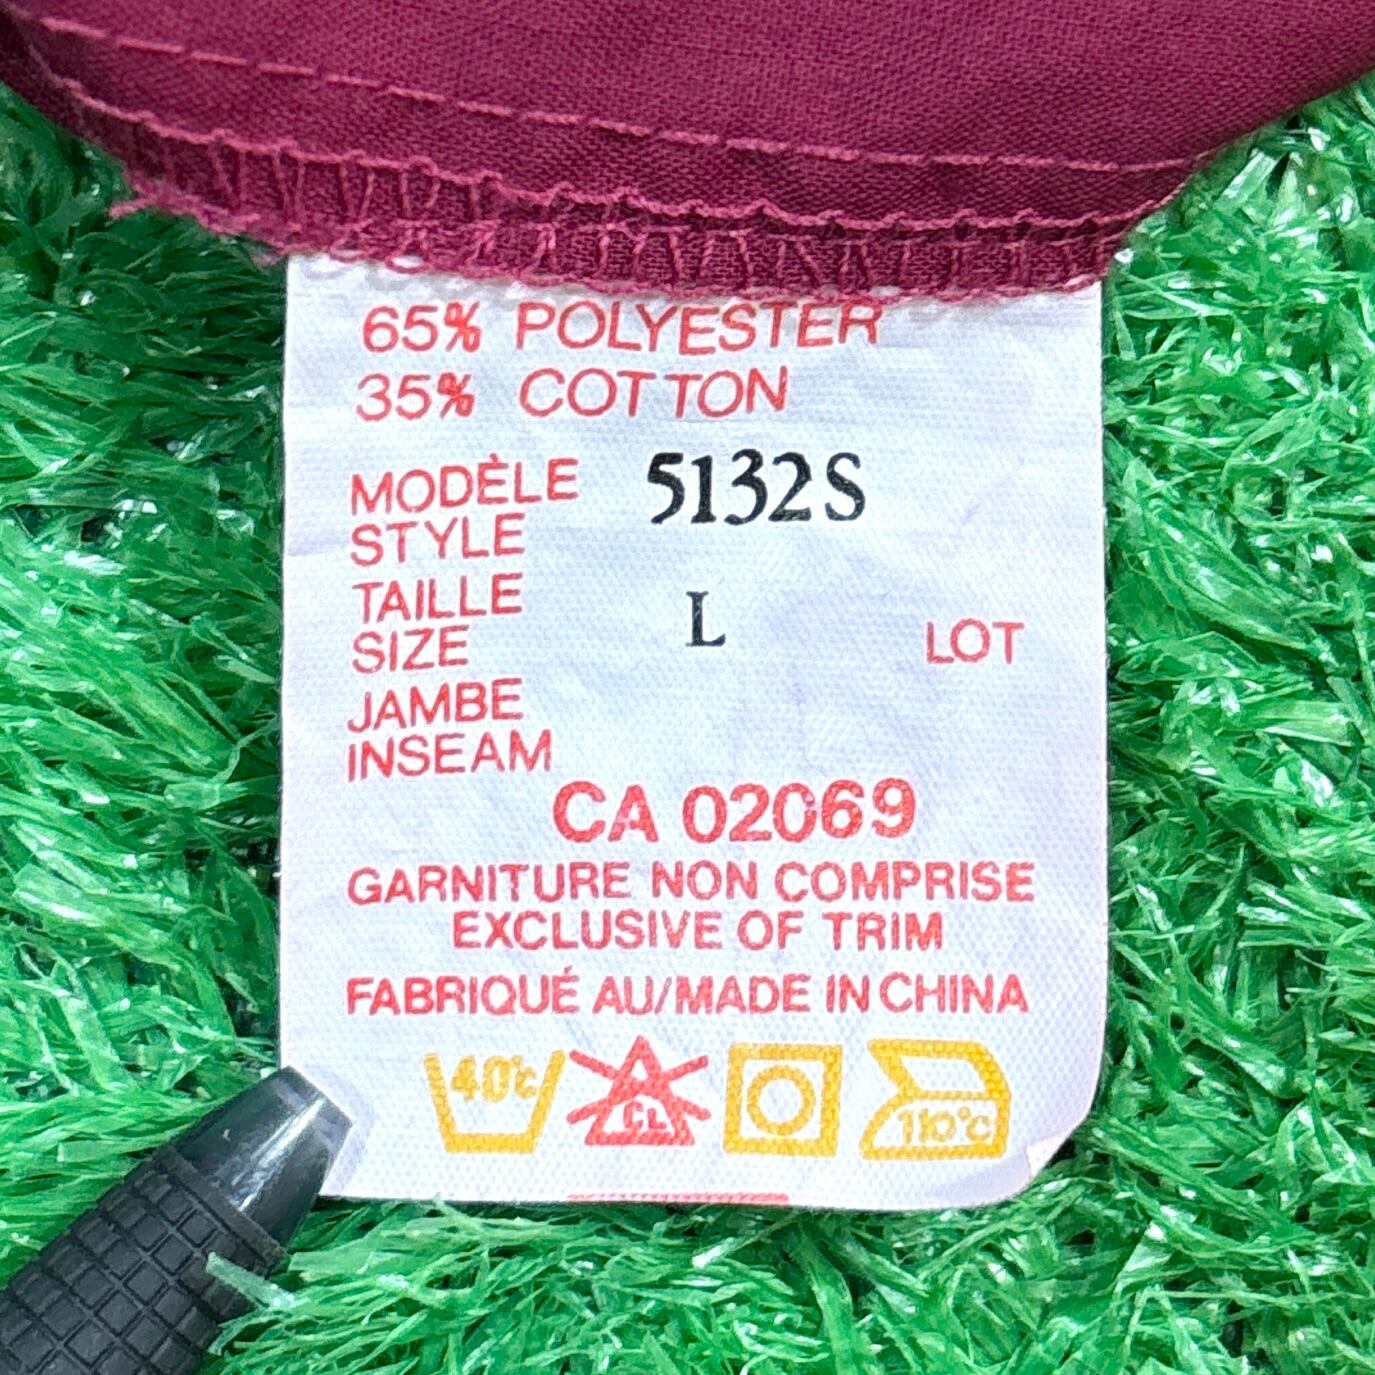 65% POLYESTER
35% COTTON
MODÈLE 5132S
STYLE
TAILLE
SIZE L LOT
JAMBE
INSEAM
CA 02069
GARNITURE NON COMPRISE
EXCLUSIVE OF TRIM
FABRIQUÉ AU/MADE IN CHINA
40°C CL 110°C